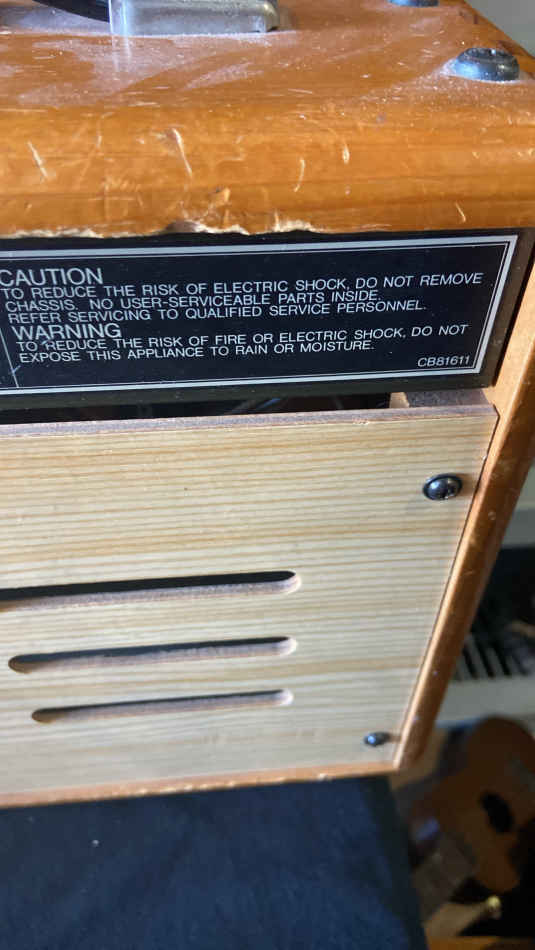 CAUTION
TO REDUCE THE RISK OF ELECTRIC SHOCK, DO NOT REMOVE
CHASSIS. NO USER-SERVICEABLE PARTS INSIDE.
REFER SERVICING TO QUALIFIED SERVICE PERSONNEL.
WARNING
TO REDUCE THE RISK OF FIRE OR ELECTRIC SHOCK, DO NOT
EXPOSE THIS APPLIANCE TO RAIN OR MOISTURE.
CB81611